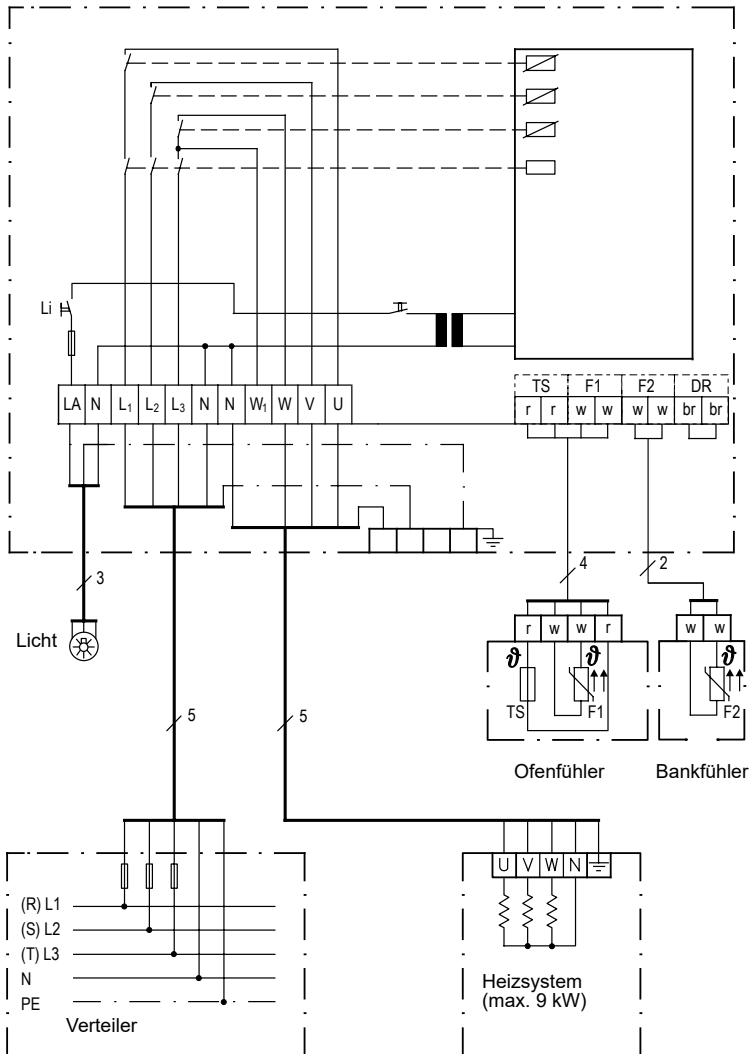 Li
LA N L1 L2 L3 N N W1 W V U
TS F1 F2 DR
r r w w w w br br
3
4
2
Licht
r w w r
w w
ϑ ϑ ϑ
TS F1 F2
5 5
Ofenfühler Bankfühler
U V W N
(R) L1
(S) L2
(T) L3
N
PE
Verteiler
Heizsystem
(max. 9 kW)